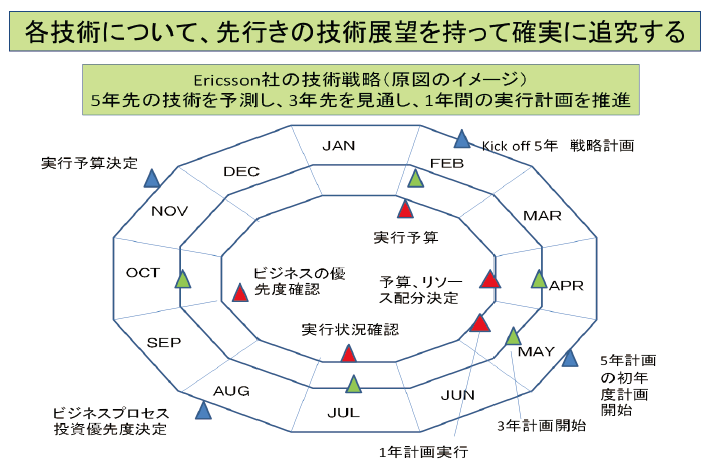 各技術について、先行きの技術展望を持って確実に追究する
Ericsson社の技術戦略(原図のイメージ)
5年先の技術を予測し、3年先を見通し、1年間の実行計画を推進
JAN
FEB
Kick off 5年 戦略計画
実行予算決定
DEC
NOV
MAR
実行予算
OCT
ビジネスの優
先度確認
予算、リソー
ス配分決定
APR
実行状況確認
SEP
MAY
5年計画
の初年
度計画
開始
AUG
JUN
JUL
ビジネスプロセス
投資優先度決定
3年計画開始
1年計画実行